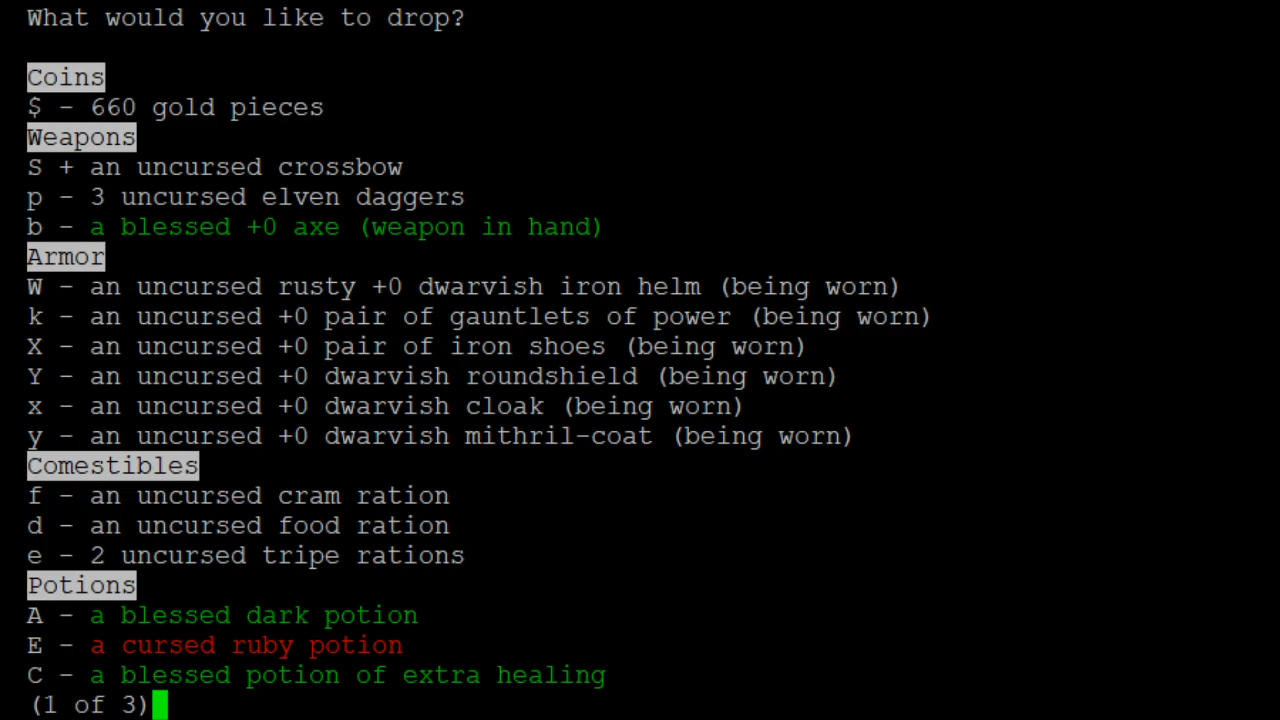 What would you like to drop?
Coins
$ - 660 gold pieces
Weapons
S + an uncursed crossbow
p - 3 uncursed elven daggers
b - a blessed +0 axe (weapon in hand)
Armor
W - an uncursed rusty +0 dwarvish iron helm (being worn)
k - an uncursed +0 pair of gauntlets of power (being worn)
X - an uncursed +0 pair of iron shoes (being worn)
Y - an uncursed +0 dwarvish roundshield (being worn)
x - an uncursed +0 dwarvish cloak (being worn)
y - an uncursed +0 dwarvish mithril-coat (being worn)
Comestibles
f - an uncursed cram ration
d - an uncursed food ration
e - 2 uncursed tripe rations
Potions
A - a blessed dark potion
E - a cursed ruby potion
C - a blessed potion of extra healing
(1 of 3)